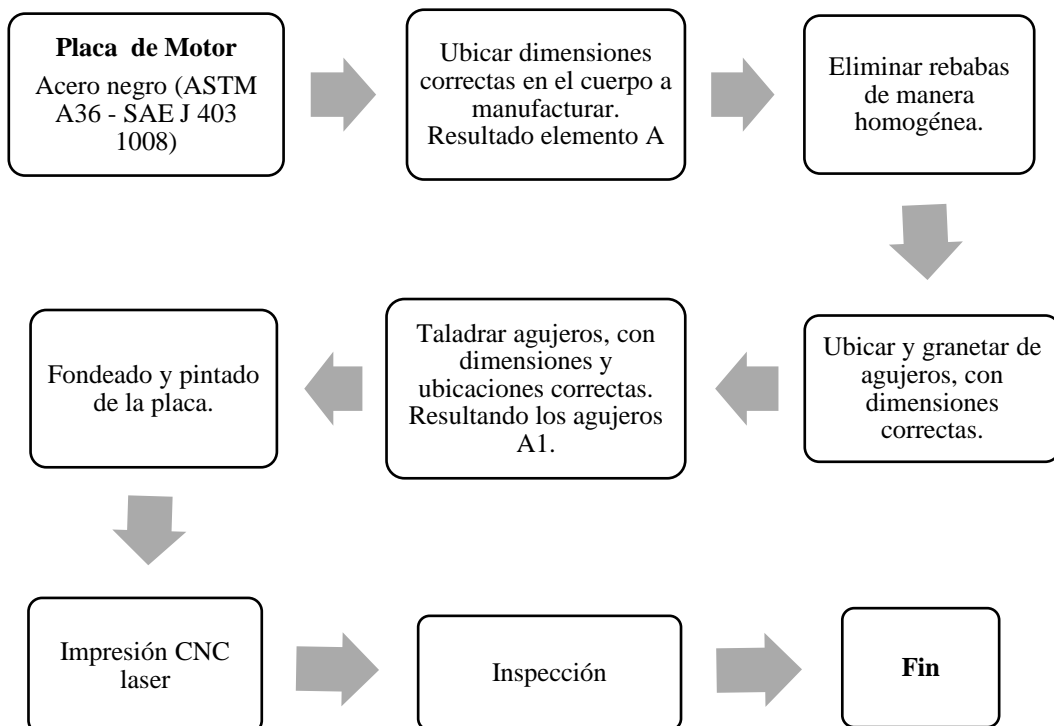 Placa de Motor
Acero negro (ASTM
A36 - SAE J 403
1008)
Ubicar dimensiones
correctas en el cuerpo a
manufacturar.
Resultado elemento A
Eliminar rebabas
de manera
homogénea.
Ubicar y granetar de
agujeros, con
dimensiones
correctas.
Taladrar agujeros, con
dimensiones y
ubicaciones correctas.
Resultando los agujeros
A1.
Fondeado y pintado
de la placa.
Impresión CNC
laser
Inspección
Fin